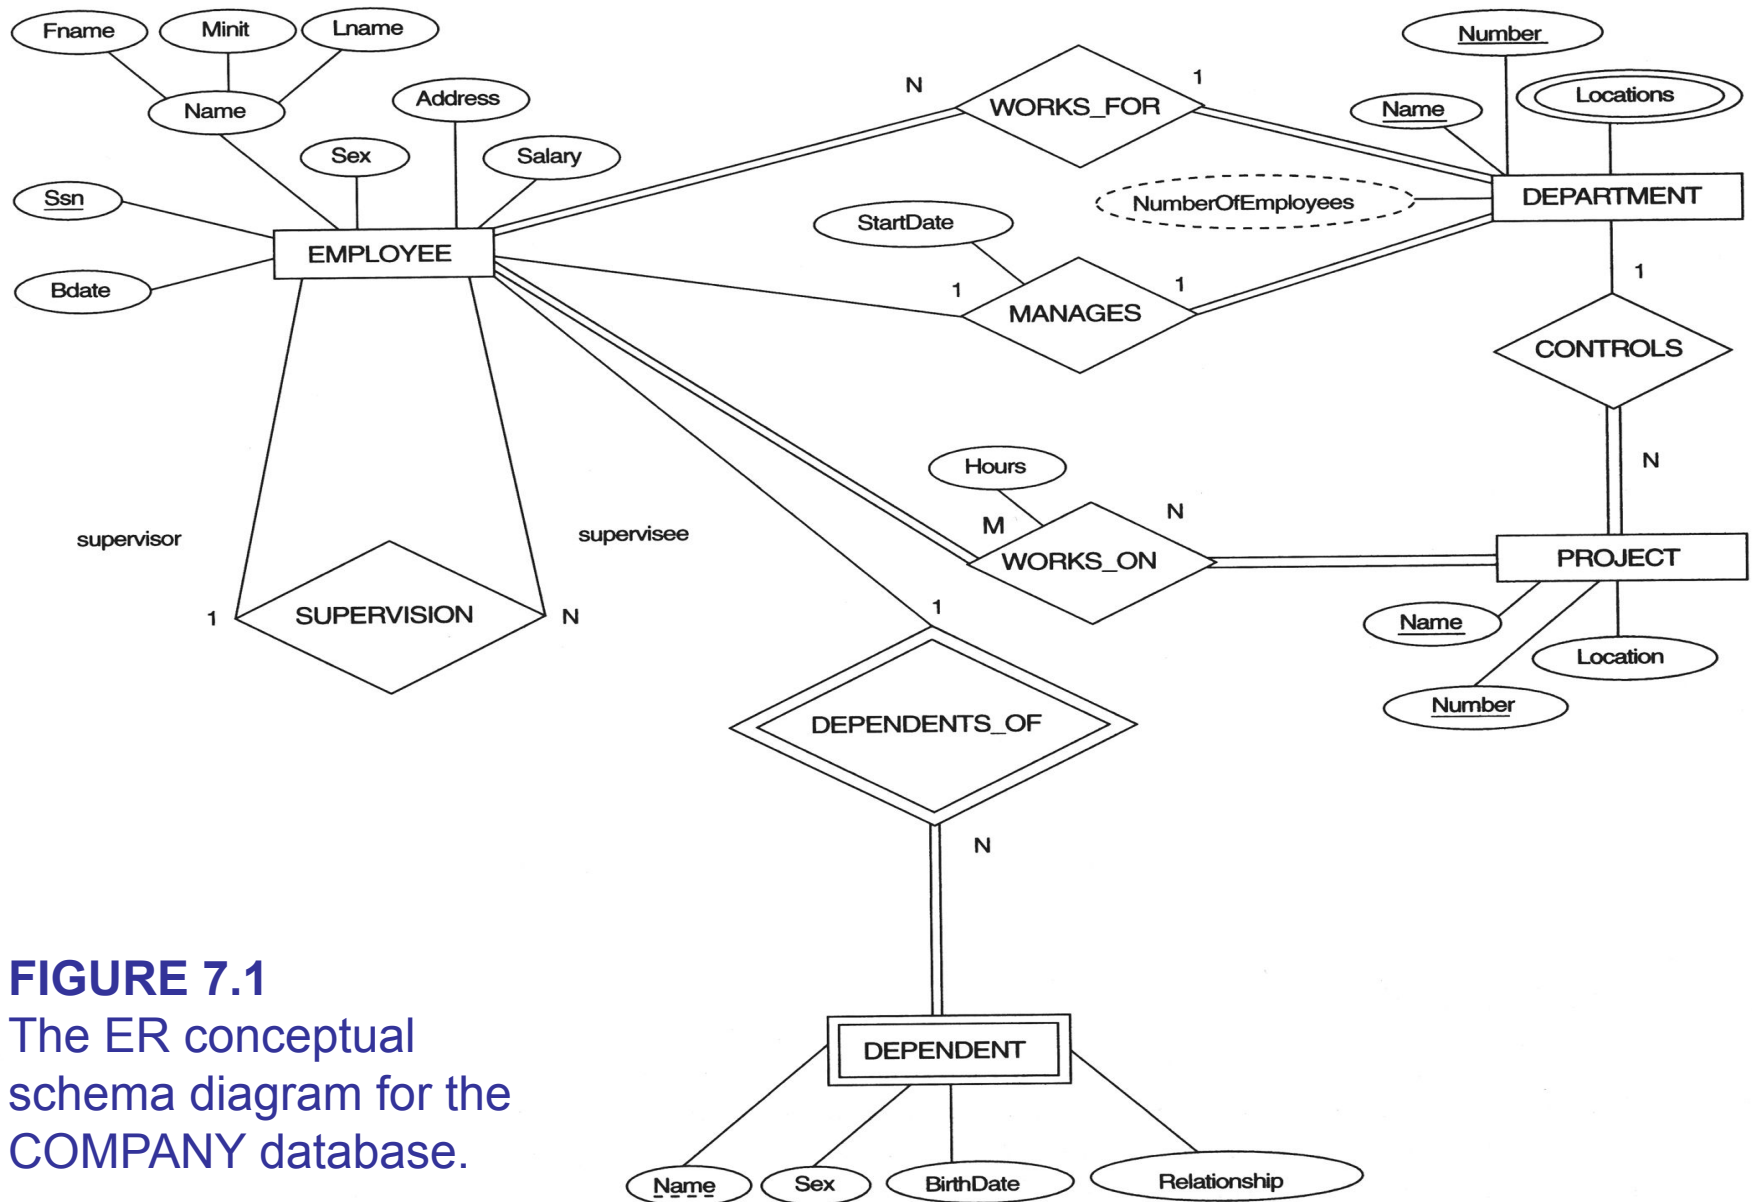 Fname
Minit
Lname
Name
Address
Sex
Salary
Ssn
Bdate
EMPLOYEE
N
WORKS_FOR
1
Number
Name
Locations
NumberOfEmployees
DEPARTMENT
StartDate
1
MANAGES
1
1
CONTROLS
N
supervisor
supervisee
1
SUPERVISION
N
Hours
M
WORKS_ON
N
PROJECT
Name
Number
Location
1
DEPENDENTS_OF
N
DEPENDENT
Name
Sex
BirthDate
Relationship
FIGURE 7.1
The ER conceptual
schema diagram for the
COMPANY database.